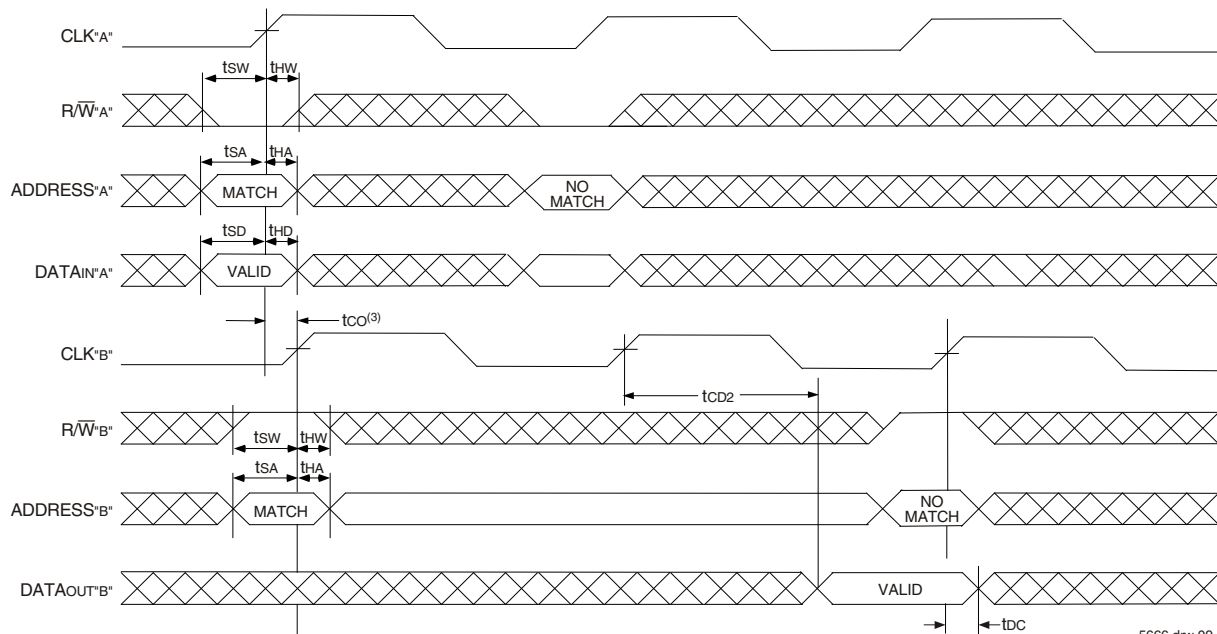 CLK"A"
tSW tHW
R/W̅"A"
tSA tHA
ADDRESS"A" MATCH NO MATCH
tSD tHD
DATAIN"A" VALID
tCO(3)
CLK"B"
tCD2
R/W̅"B"
tSW tHW
tSA tHA
ADDRESS"B" MATCH NO MATCH
DATAOUT"B" VALID
tDC